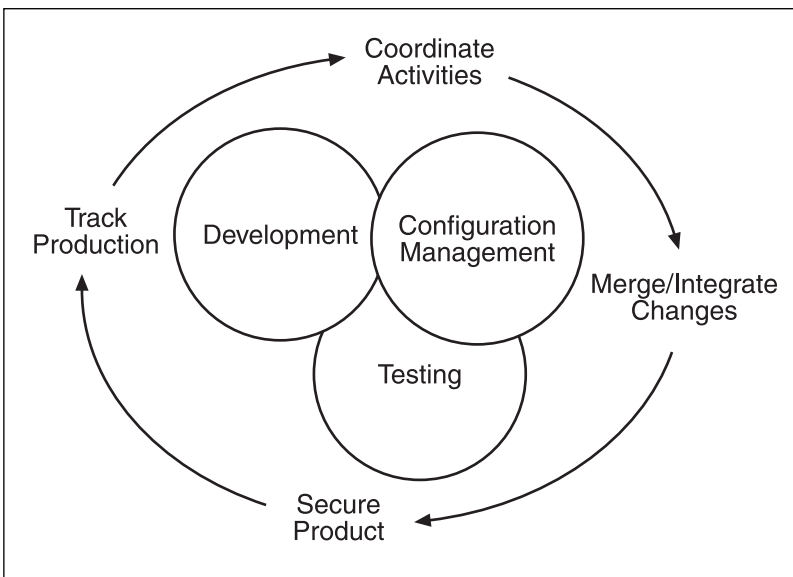 Coordinate
Activities
Track
Production
Development
Configuration
Management
Merge/Integrate
Changes
Testing
Secure
Product